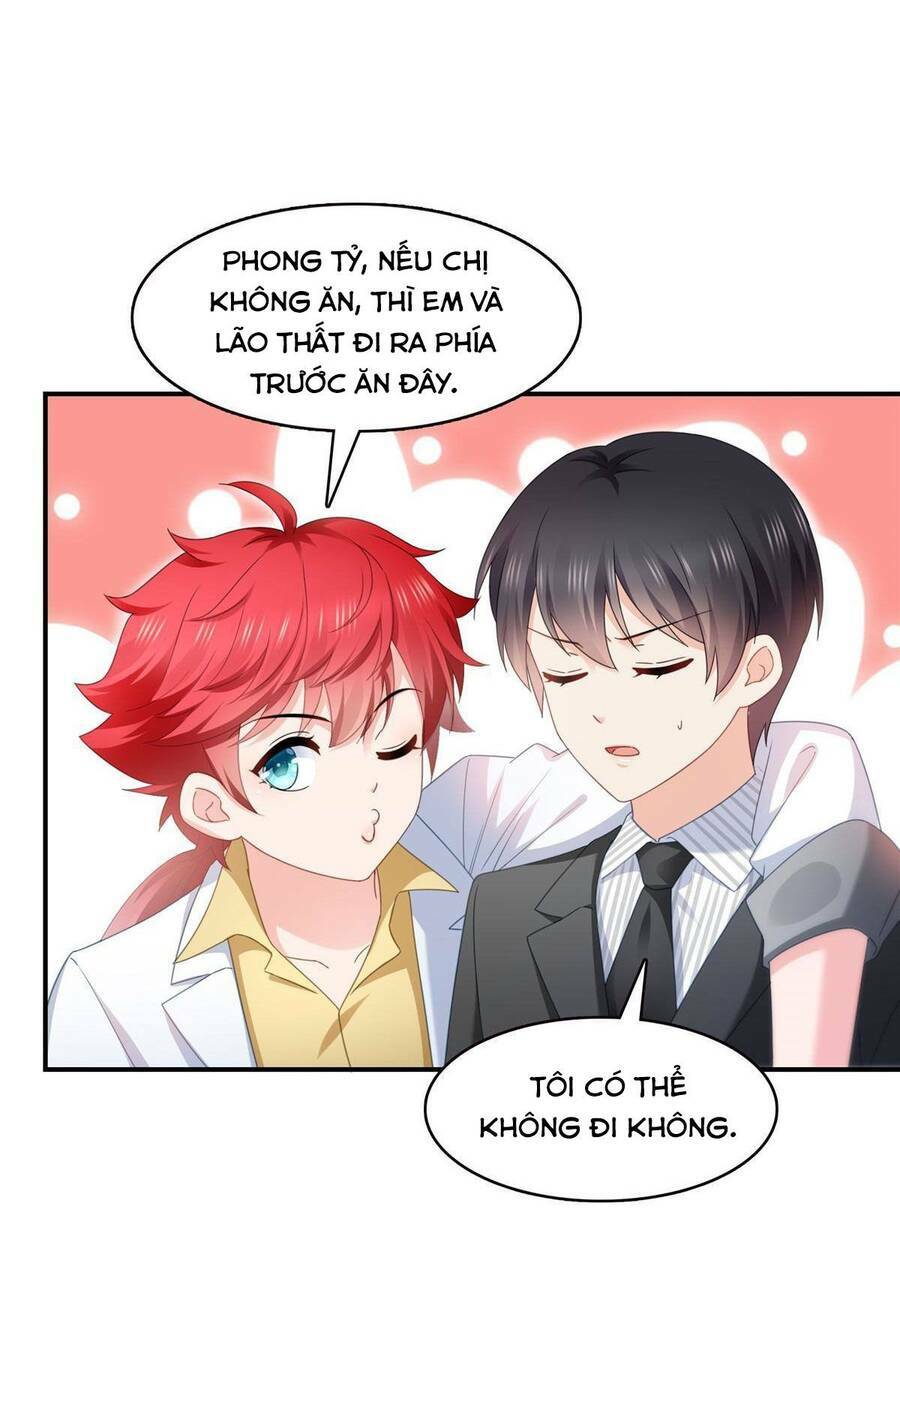 PHONG TỶ, NẾU CHỊ
KHÔNG ĂN, THÌ EM VÀ
LÃO THẤT ĐI RA PHÍA
TRƯỚC ĂN ĐÂY.
TÔI CÓ THỂ
KHÔNG ĐI KHÔNG.